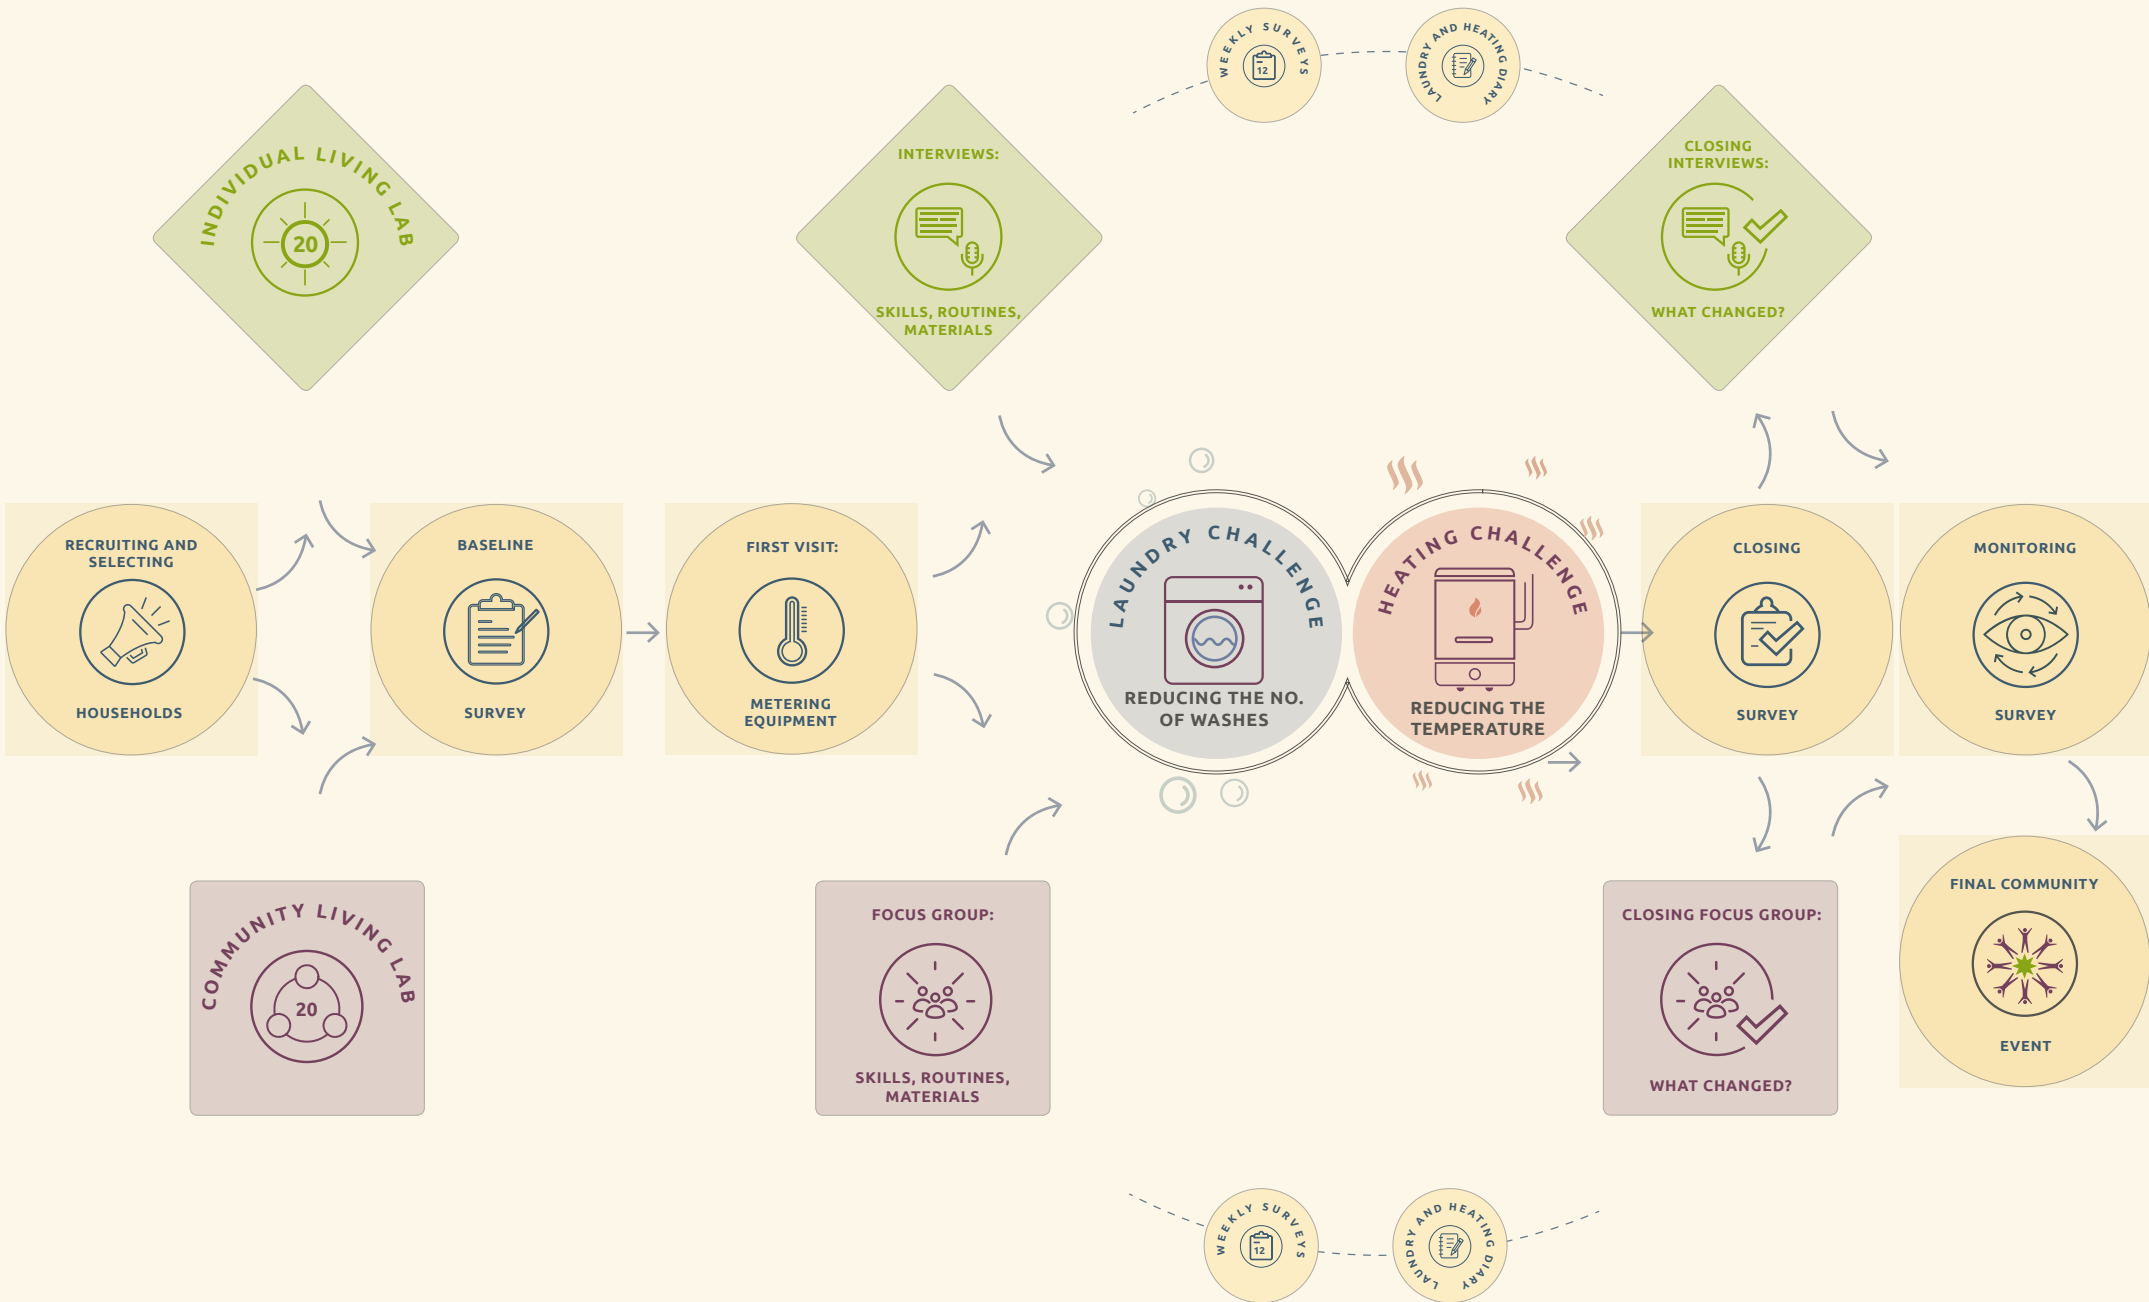 WEEKLY SURVEYS
12
LAUNDRY AND HEATING DIARY
INDIVIDUAL LIVING LAB
20
INTERVIEWS:
SKILLS, ROUTINES,
MATERIALS
CLOSING
INTERVIEWS:
WHAT CHANGED?
RECRUITING AND
SELECTING
HOUSEHOLDS
BASELINE
SURVEY
FIRST VISIT:
METERING
EQUIPMENT
LAUNDRY CHALLENGE
REDUCING THE NO.
OF WASHES
HEATING CHALLENGE
REDUCING THE
TEMPERATURE
CLOSING
SURVEY
MONITORING
SURVEY
COMMUNITY LIVING LAB
20
FOCUS GROUP:
SKILLS, ROUTINES,
MATERIALS
CLOSING FOCUS GROUP:
WHAT CHANGED?
FINAL COMMUNITY
EVENT
WEEKLY SURVEYS
12
LAUNDRY AND HEATING DIARY